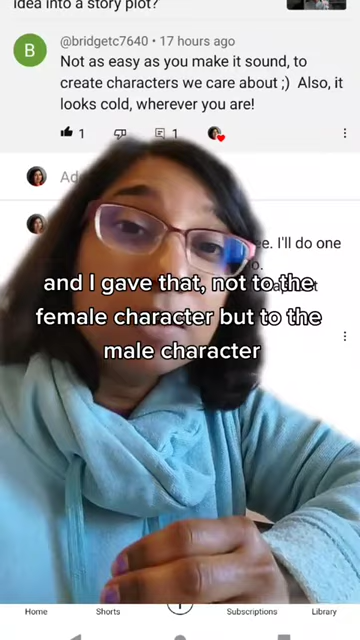 idea into a story plot?
B
@bridgetc7640 • 17 hours ago
Not as easy as you make it sound, to
create characters we care about ;) Also, it
looks cold, wherever you are!
1
1
Ad
ee. I'll do one
o.
and I gave that, not to the
female character but to the
male character
Home
Shorts
Subscriptions
Library